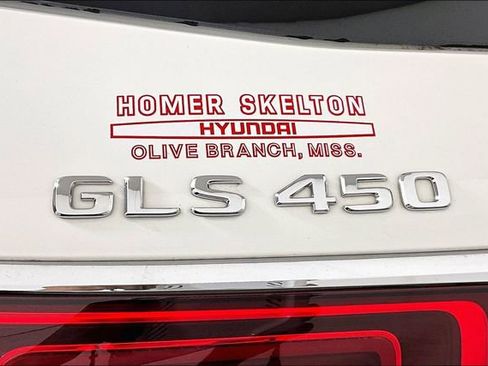 HOMER SKELTON
HYUNDAI
OLIVE BRANCH, MISS.
GLS 450